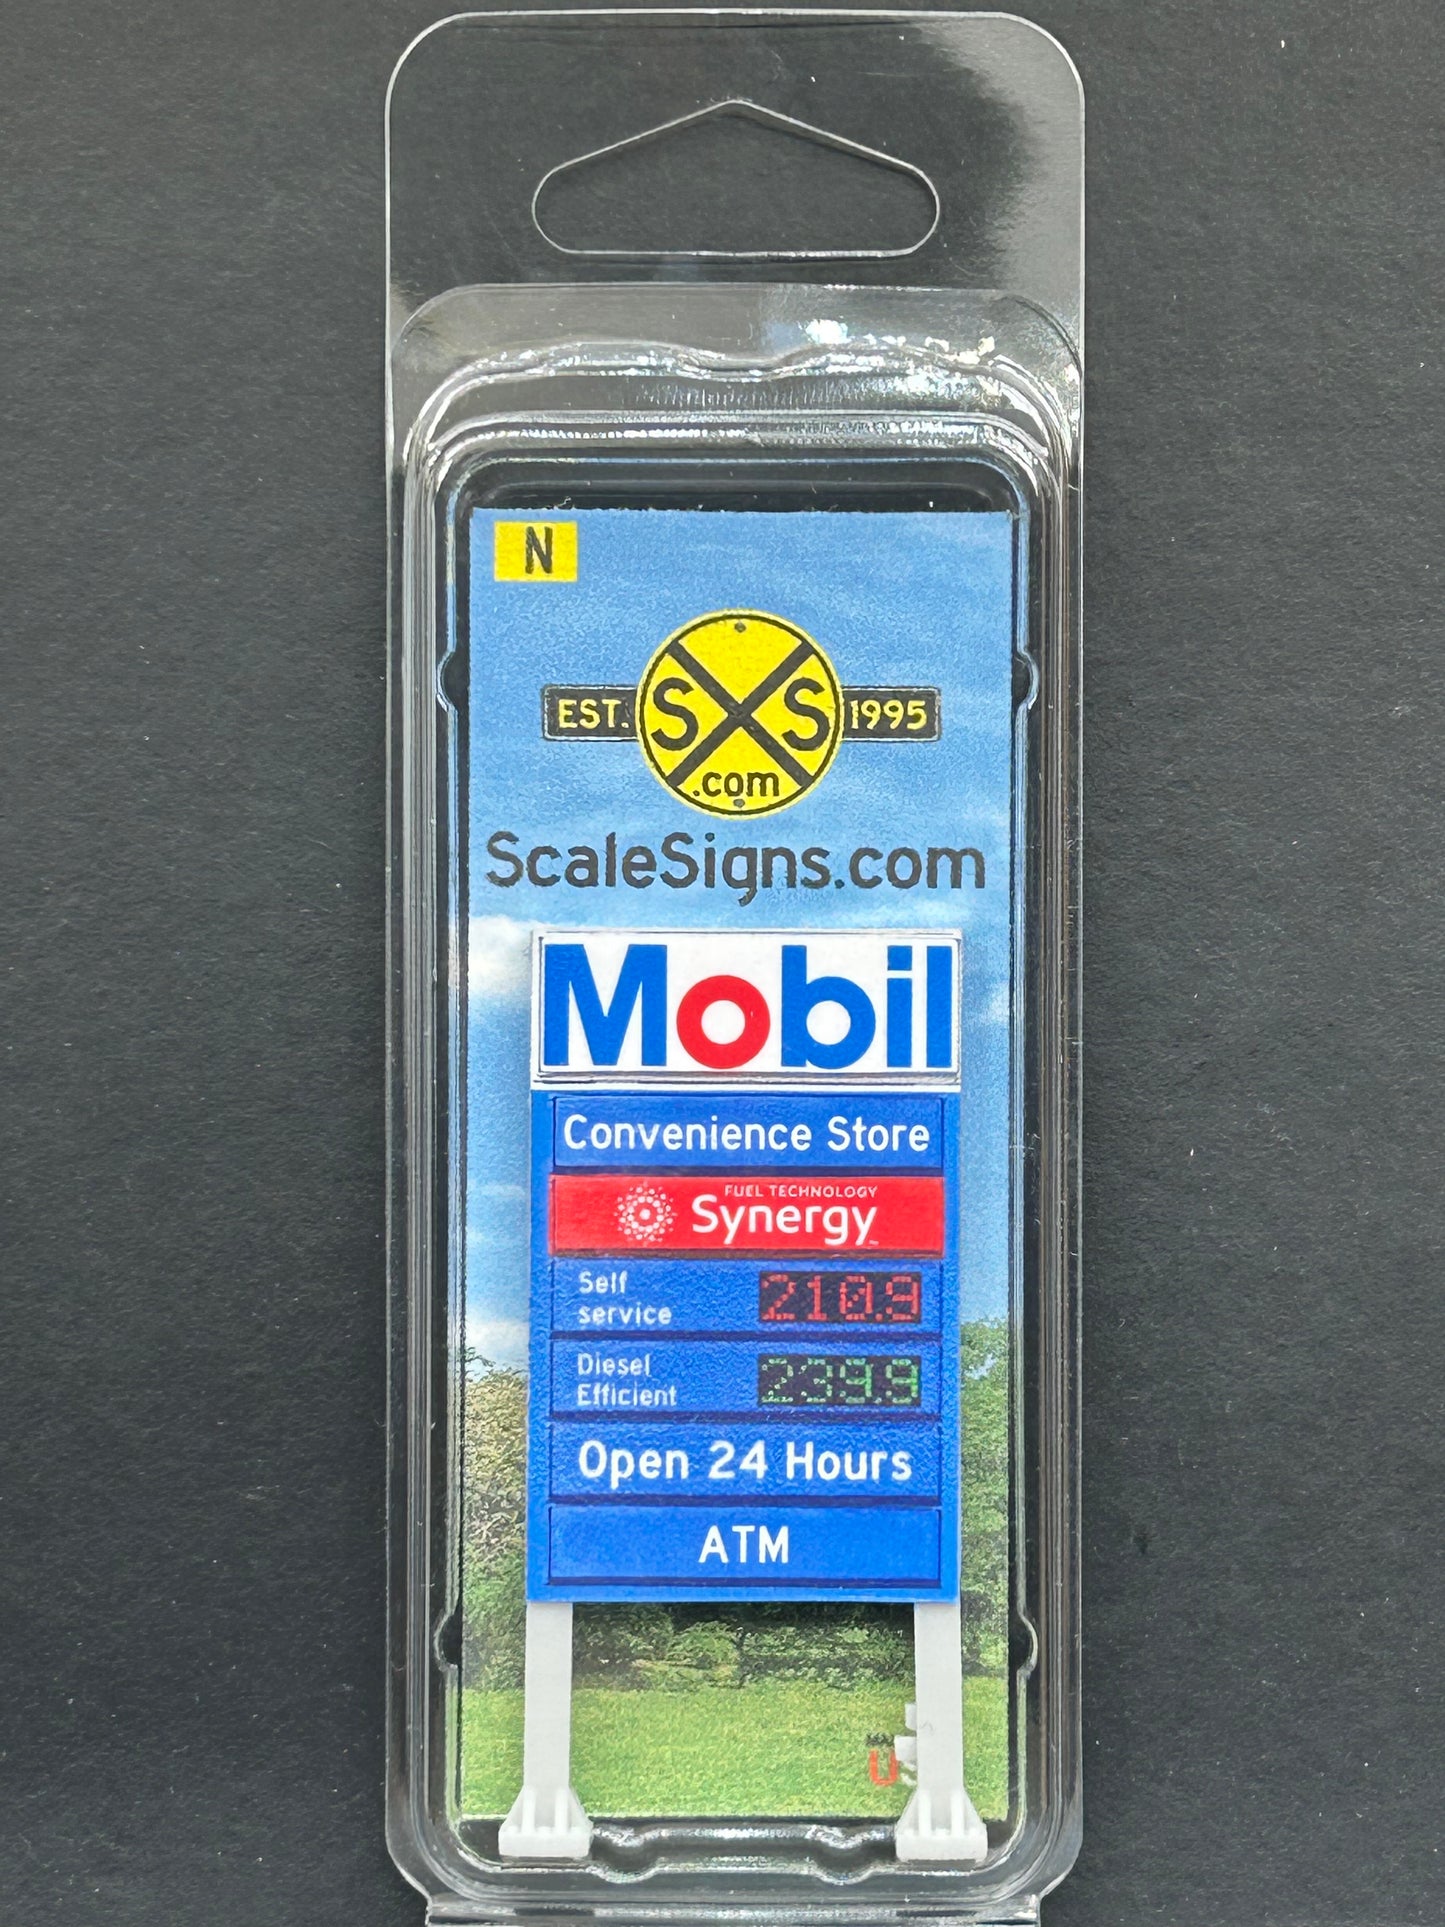 N
EST. SXS 1995
.com
ScaleSigns.com
Mobil
Convenience Store
FUEL TECHNOLOGY
Synergy
Self
service
210.9
Diesel
Efficient
239.9
Open 24 Hours
ATM